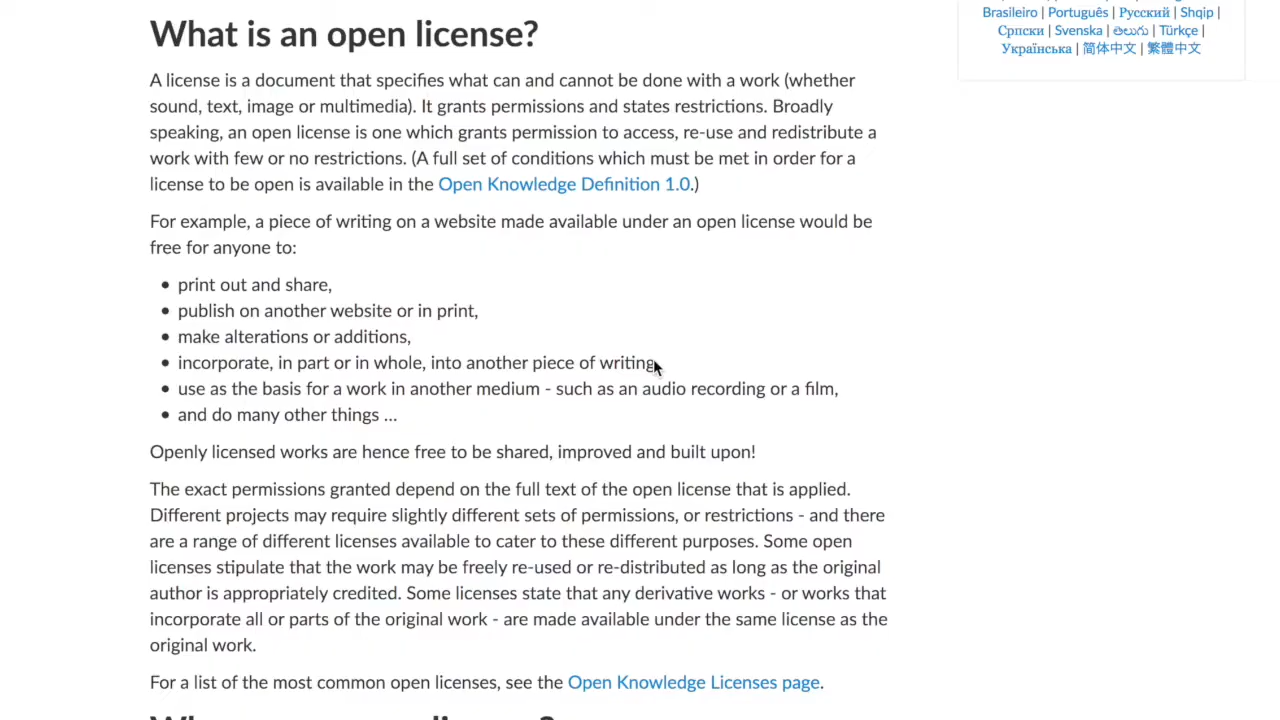 What is an open license?
A license is a document that specifies what can and cannot be done with a work (whether
sound, text, image or multimedia). It grants permissions and states restrictions. Broadly
speaking, an open license is one which grants permission to access, re-use and redistribute a
work with few or no restrictions. (A full set of conditions which must be met in order for a
license to be open is available in the Open Knowledge Definition 1.0.)
For example, a piece of writing on a website made available under an open license would be
free for anyone to:
• print out and share,
• publish on another website or in print,
• make alterations or additions,
• incorporate, in part or in whole, into another piece of writing
• use as the basis for a work in another medium - such as an audio recording or a film,
• and do many other things ...
Openly licensed works are hence free to be shared, improved and built upon!
The exact permissions granted depend on the full text of the open license that is applied.
Different projects may require slightly different sets of permissions, or restrictions - and there
are a range of different licenses available to cater to these different purposes. Some open
licenses stipulate that the work may be freely re-used or re-distributed as long as the original
author is appropriately credited. Some licenses state that any derivative works - or works that
incorporate all or parts of the original work - are made available under the same license as the
original work.
For a list of the most common open licenses, see the Open Knowledge Licenses page.
Brasileiro | Português | Русский | Shqip |
Српски | Svenska | తెలుగు | Türkçe |
Українська | 简体中文 | 繁體中文